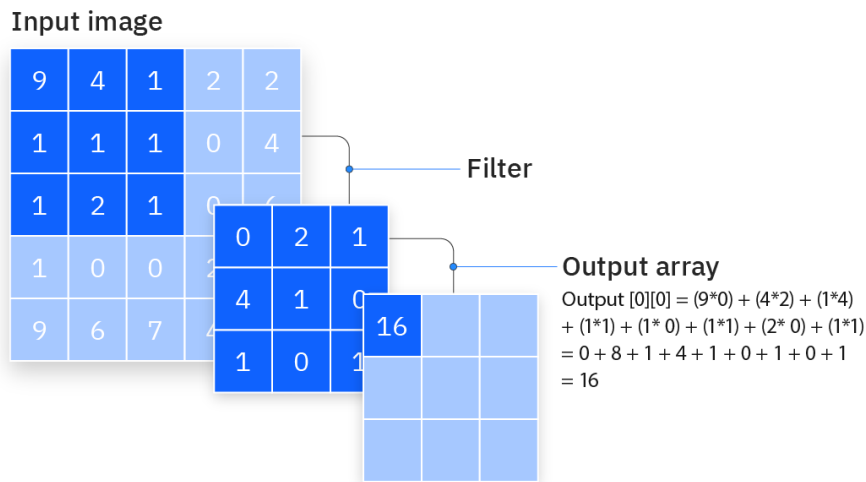 Input image
9 4 1 2 2
1 1 1 0 4
Filter
1 2 1 0
0 2 1
1 0 0
4 1 0
Output array
Output [0][0] = (9*0) + (4*2) + (1*4)
+ (1*1) + (1* 0) + (1*1) + (2* 0) + (1*1)
= 0 + 8 + 1 + 4 + 1 + 0 + 1 + 0 + 1
= 16
16
9 6 7
1 0 1